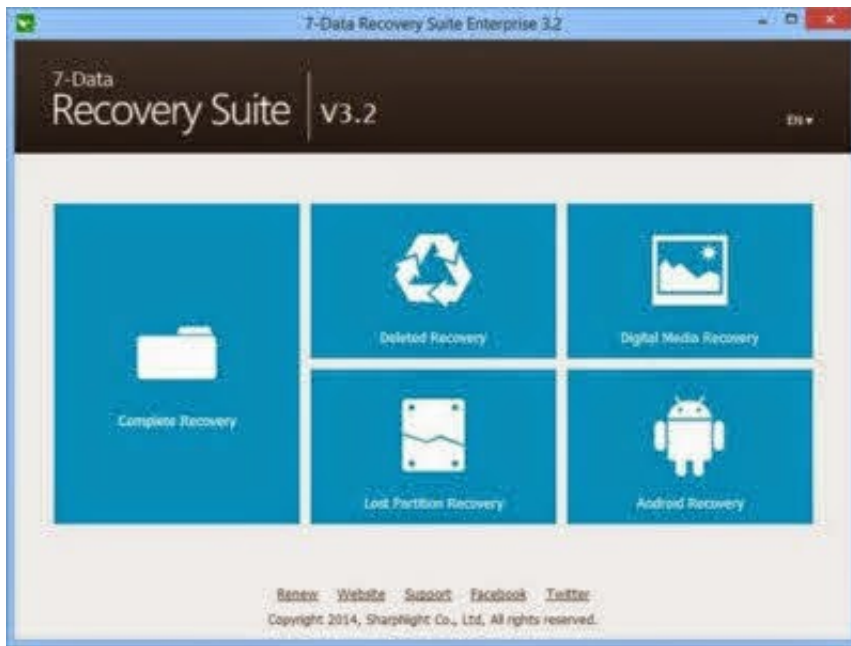 7-Data Recovery Suite Enterprise 3.2
7-Data
Recovery Suite
V3.2
EN
Complete Recovery
Deleted Recovery
Digital Media Recovery
Lost Partition Recovery
Android Recovery
Renew Website Support Facebook Twitter
Copyright 2014, SharpNight Co., Ltd, All rights reserved.